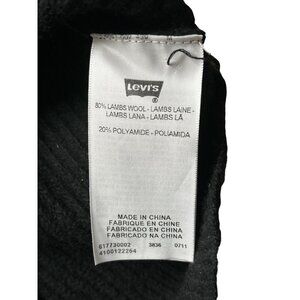 Levi's
®
80% LAMBS WOOL - LAMBS LAINE -
LAMBS LANA - LAMBS LÃ
20% POLYAMIDE - POLIAMIDA
MADE IN CHINA
FABRIQUE EN CHINE
FABRICADO EN CHINA
FABRICADO NA CHINA
617730002 3836 0711
4100122264